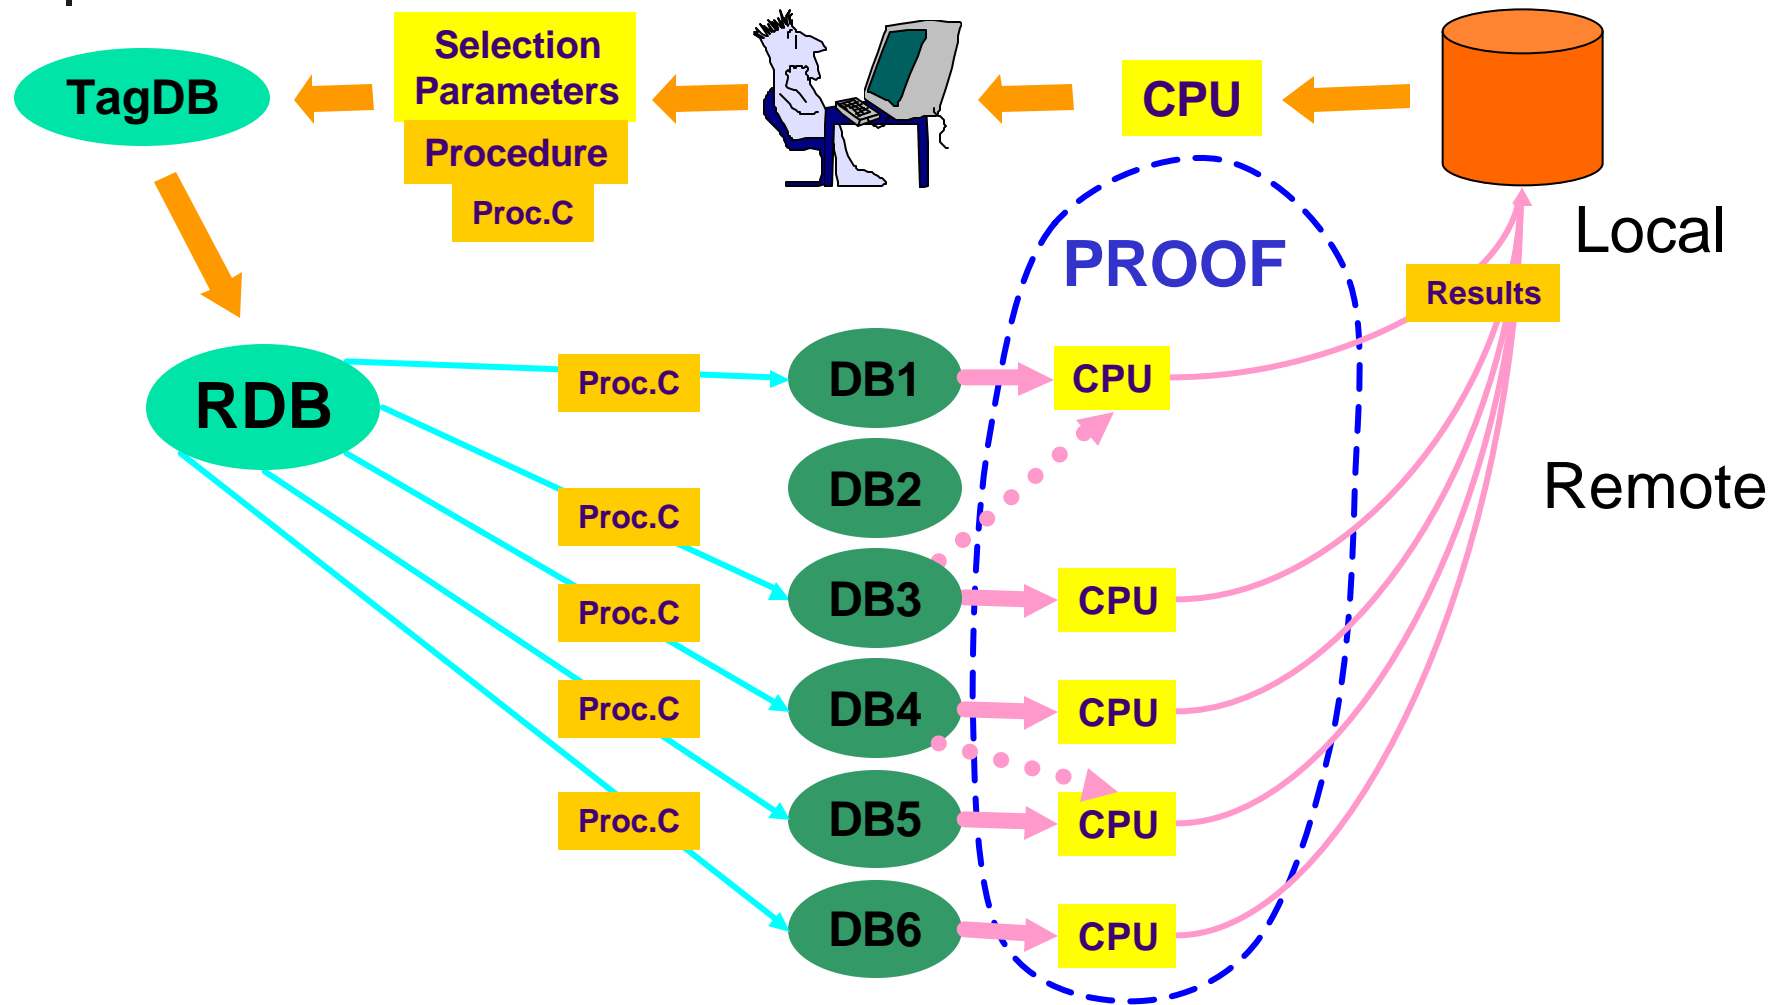 Selection
Parameters
TagDB
CPU
Procedure
Proc.C
Local
PROOF
Results
RDB
Proc.C
DB1
CPU
DB2
Remote
Proc.C
DB3
CPU
Proc.C
DB4
CPU
Proc.C
DB5
CPU
Proc.C
DB6
CPU